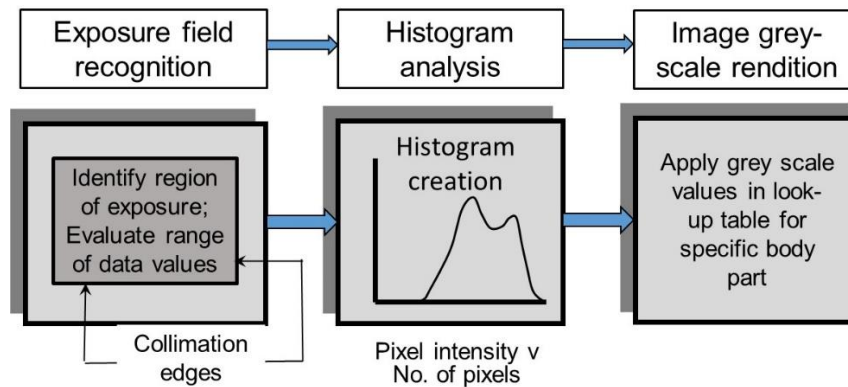 Exposure field
recognition
Histogram
analysis
Image grey-
scale rendition
Identify region
of exposure;
Evaluate range
of data values
Collimation
edges
Histogram
creation
Pixel intensity v
No. of pixels
Apply grey scale
values in look-
up table for
specific body
part